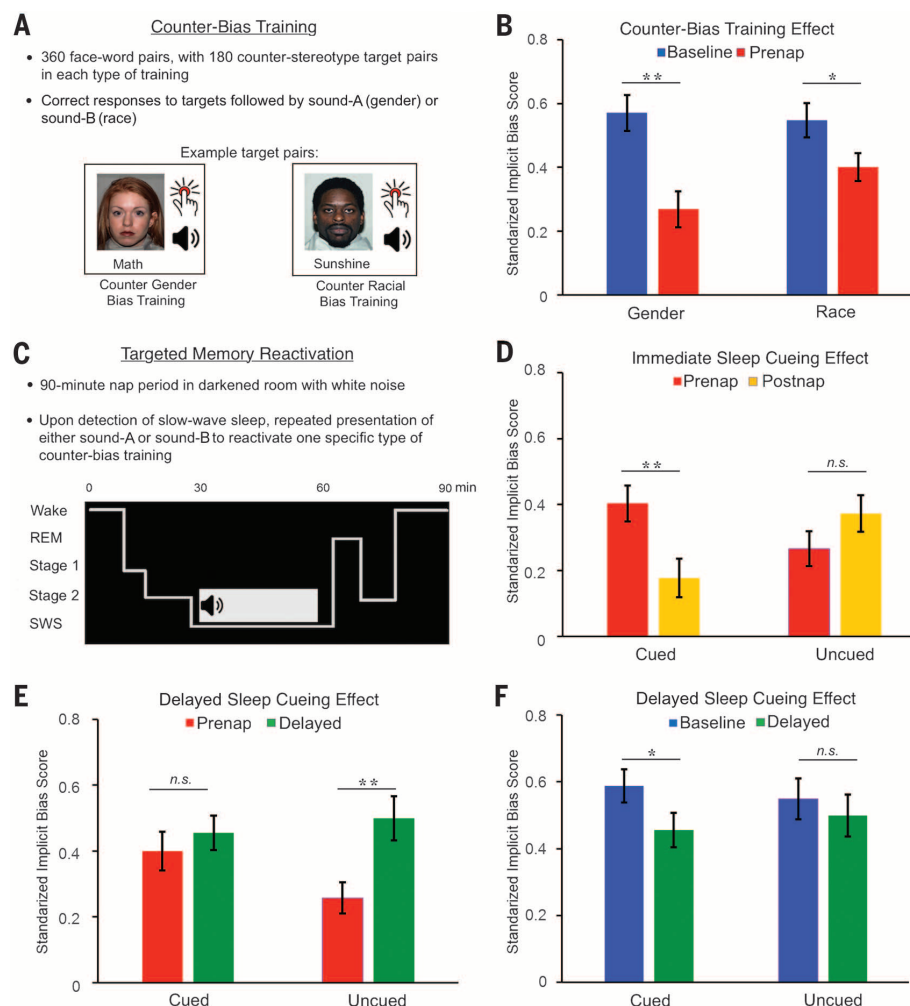 A
Counter-Bias Training
• 360 face-word pairs, with 180 counter-stereotype target pairs
in each type of training
• Correct responses to targets followed by sound-A (gender) or
sound-B (race)
Example target pairs:
Math
Counter Gender
Bias Training
Sunshine
Counter Racial
Bias Training
B
Counter-Bias Training Effect
Baseline Prenap
Standarized Implicit Bias Score
0.8
0.6
0.4
0.2
0
**
*
Gender Race
C
Targeted Memory Reactivation
• 90-minute nap period in darkened room with white noise
• Upon detection of slow-wave sleep, repeated presentation of
either sound-A or sound-B to reactivate one specific type of
counter-bias training
0 30 60 90 min
Wake
REM
Stage 1
Stage 2
SWS
D
Immediate Sleep Cueing Effect
Prenap Postnap
Standarized Implicit Bias Score
0.8
0.6
0.4
0.2
0
**
n.s.
Cued Uncued
E
Delayed Sleep Cueing Effect
Prenap Delayed
Standarized Implicit Bias Score
0.8
0.6
0.4
0.2
0
n.s.
**
Cued Uncued
F
Delayed Sleep Cueing Effect
Baseline Delayed
Standarized Implicit Bias Score
0.8
0.6
0.4
0.2
0
*
n.s.
Cued Uncued